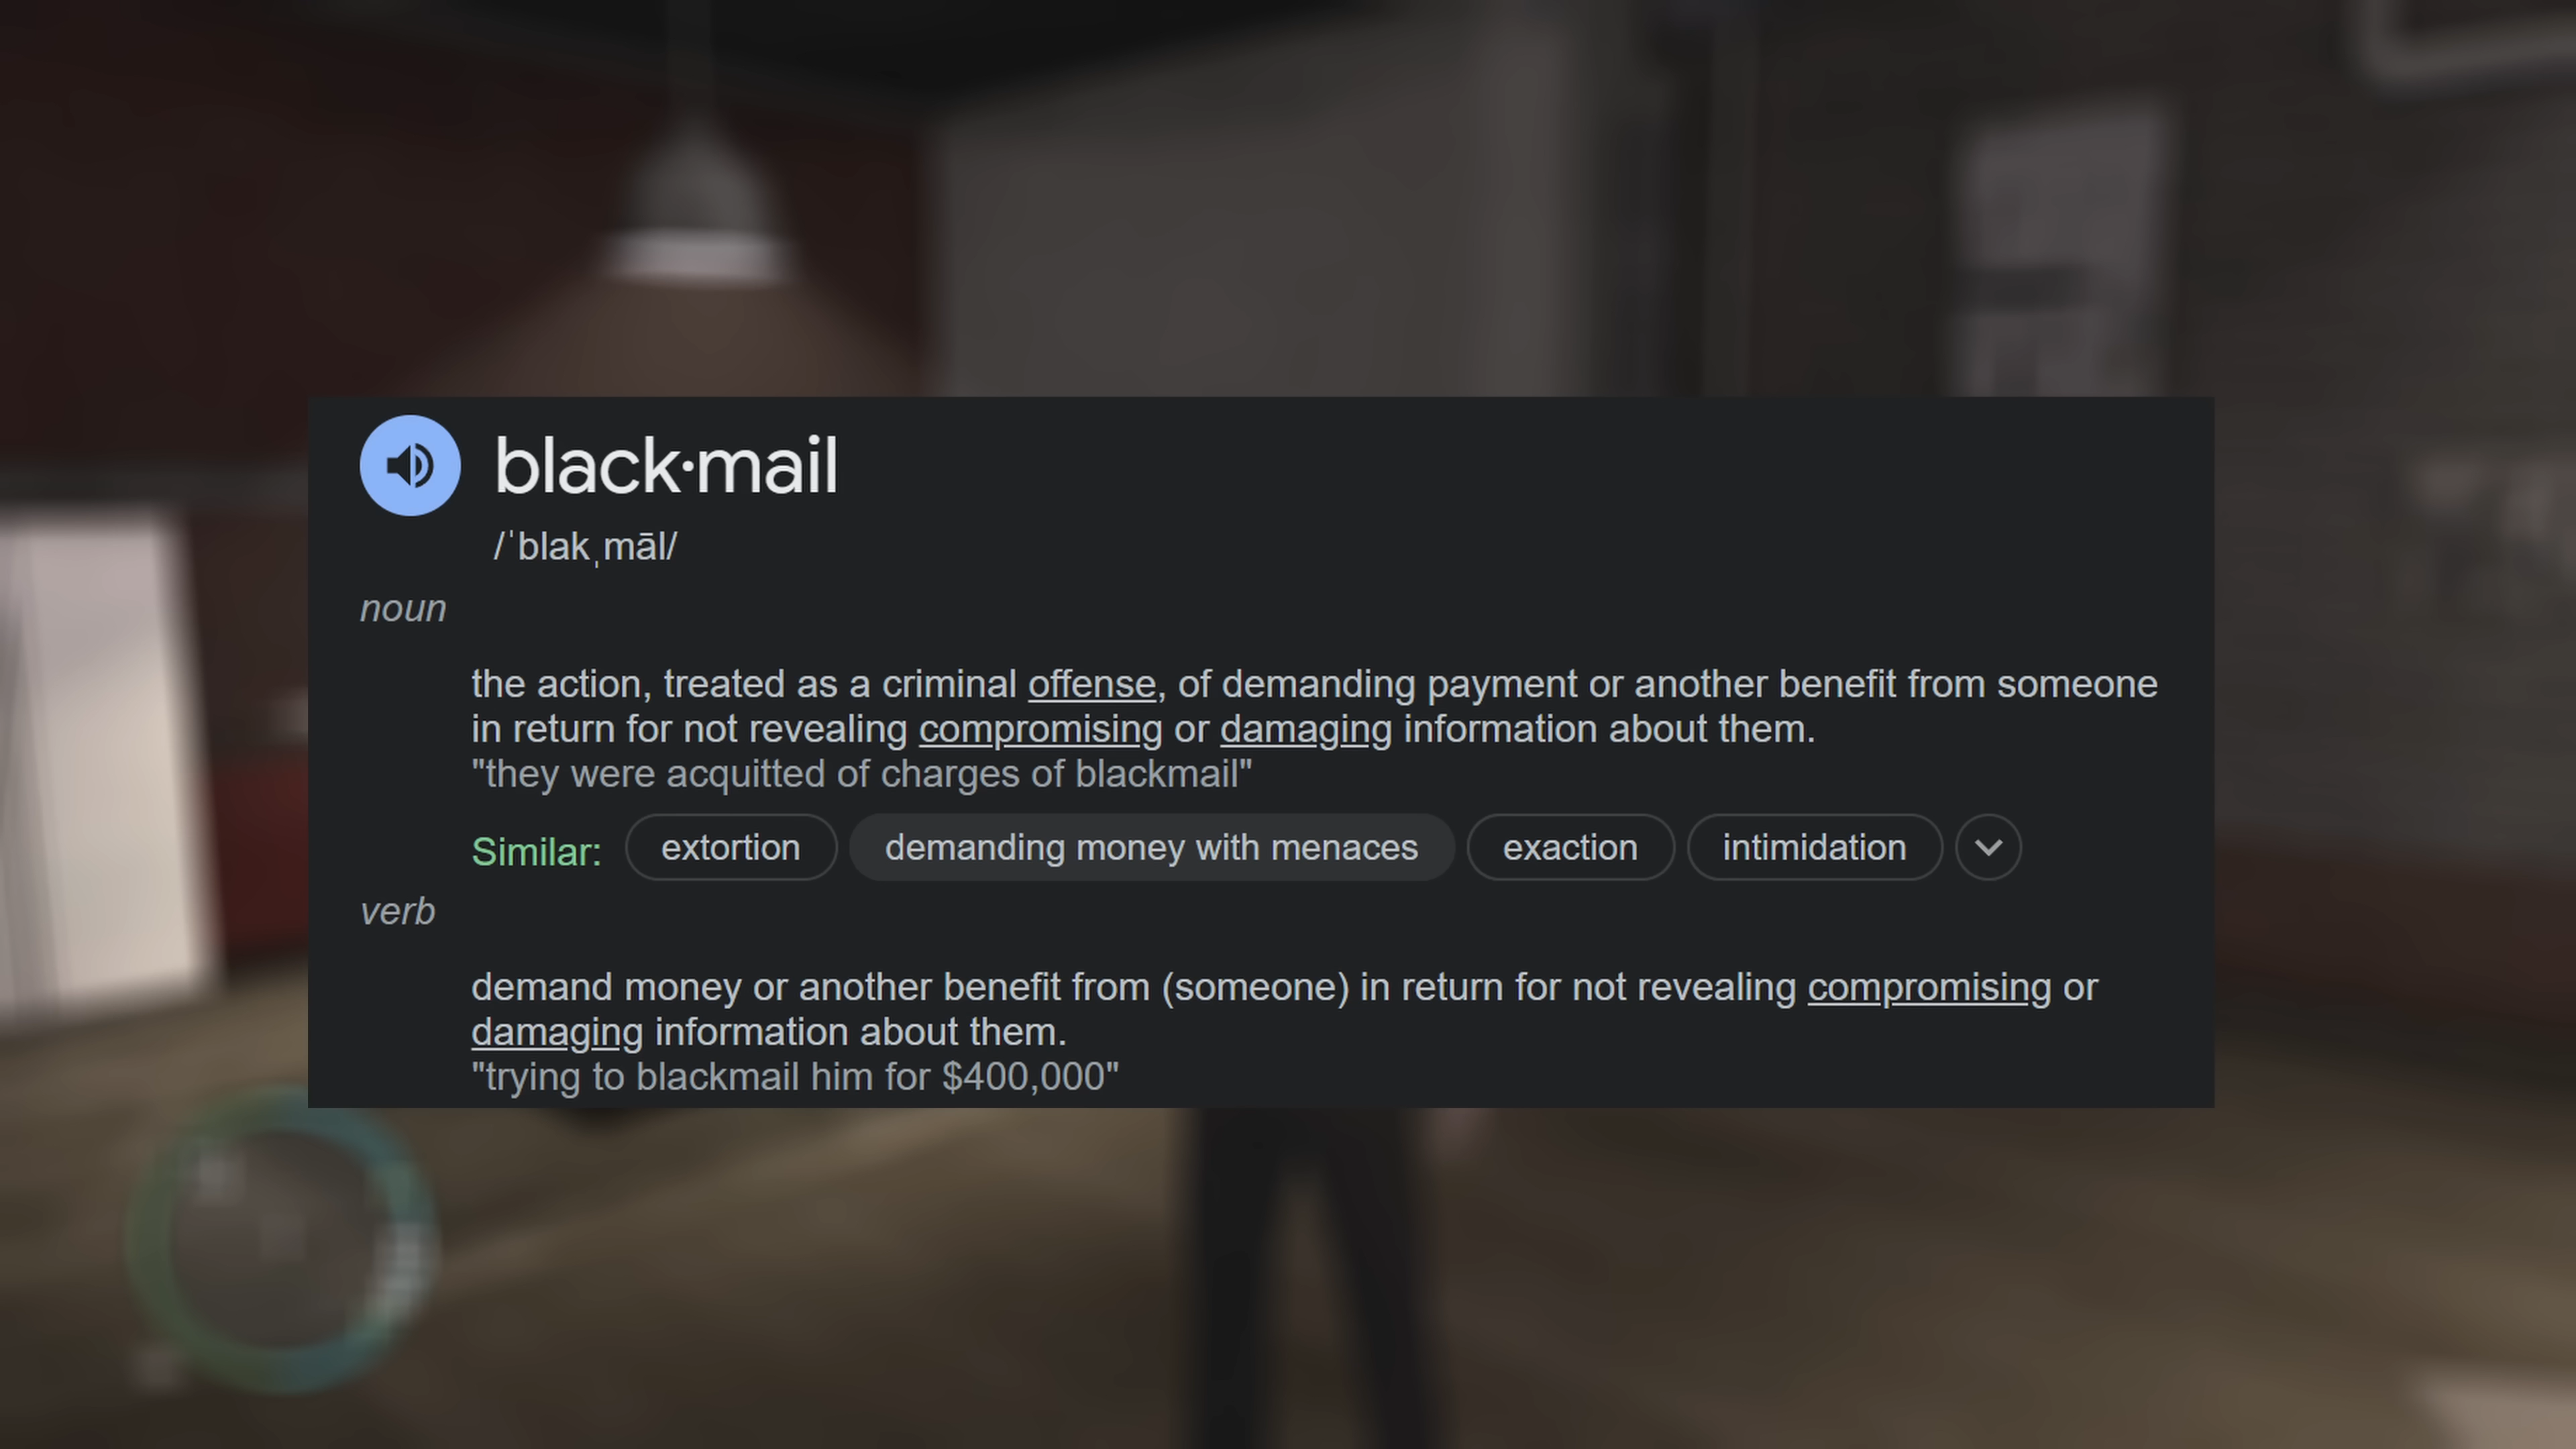 black·mail
/ˈblakˌmāl/
noun
the action, treated as a criminal offense, of demanding payment or another benefit from someone
in return for not revealing compromising or damaging information about them.
"they were acquitted of charges of blackmail"
Similar: extortion demanding money with menaces exaction intimidation
verb
demand money or another benefit from (someone) in return for not revealing compromising or
damaging information about them.
"trying to blackmail him for $400,000"